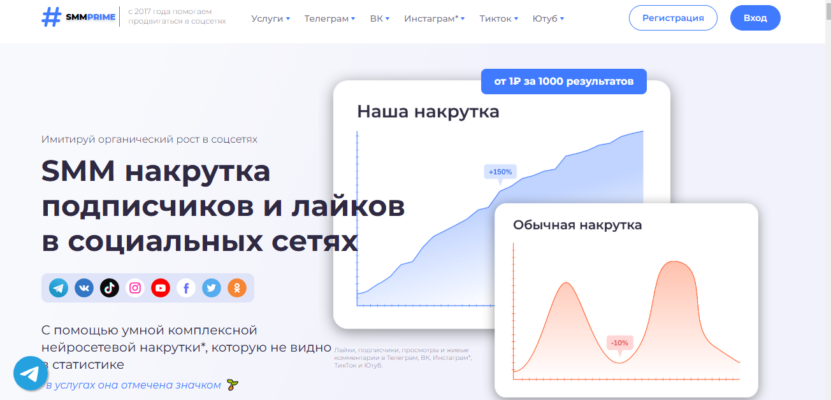 SMMPRIME
с 2017 года помогаем
продвигаться в соцсетях
Услуги
Телеграм
ВК
Инстаграм*
Тикток
Ютуб
Регистрация
Вход
от 1₽ за 1000 результатов
Наша накрутка
+150%
Имитируй органический рост в соцсетях
SMM накрутка
подписчиков и лайков
в социальных сетях
Обычная накрутка
-10%
С помощью умной комплексной
нейросетевой накрутки*, которую не видно
в статистике
в услугах она отмечена значком
Лайки, подписчики, просмотры и живые
комментарии в Телеграм, ВК, Инстаграм*,
ТикТок и Ютуб.